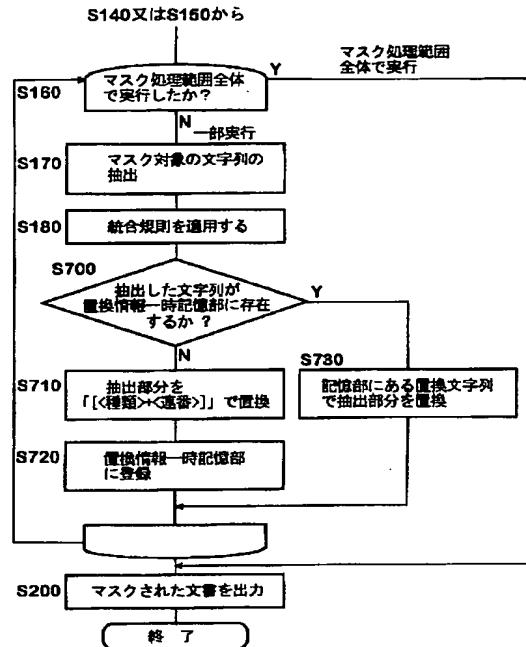 S140又はS150から
S160
マスク処理範囲全体
で実行したか？
Y
マスク処理範囲
全体で実行
N
一部実行
S170
マスク対象の文字列の
抽出
S180
統合規則を適用する
S700
抽出した文字列が
置換情報一時記憶部に存在
するか ？
Y
N
S710
抽出部分を
「[<種類>+<連番>]」で置換
S730
記憶部にある置換文字列
で抽出部分を置換
S720
置換情報一時記憶部
に登録
S200
マスクされた文書を出力
終 了